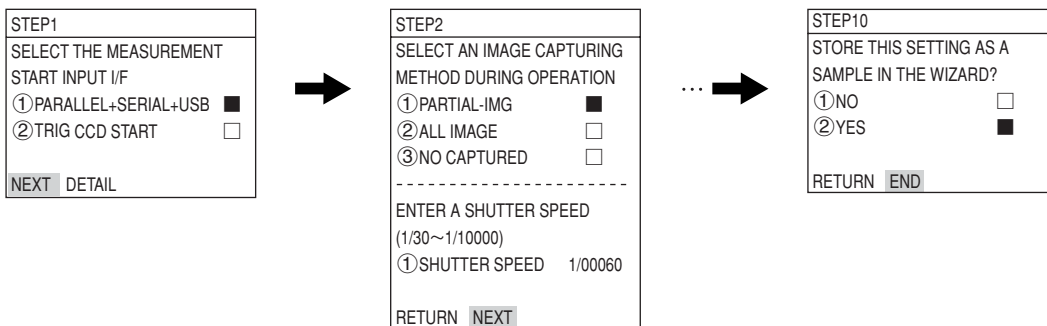 STEP1
SELECT THE MEASUREMENT
START INPUT I/F
①PARALLEL+SERIAL+USB ■
②TRIG CCD START □
NEXT DETAIL
STEP2
SELECT AN IMAGE CAPTURING
METHOD DURING OPERATION
①PARTIAL-IMG ■
②ALL IMAGE □
③NO CAPTURED □
ENTER A SHUTTER SPEED
(1/30～1/10000)
①SHUTTER SPEED 1/00060
RETURN NEXT
…
STEP10
STORE THIS SETTING AS A
SAMPLE IN THE WIZARD?
①NO □
②YES ■
RETURN END